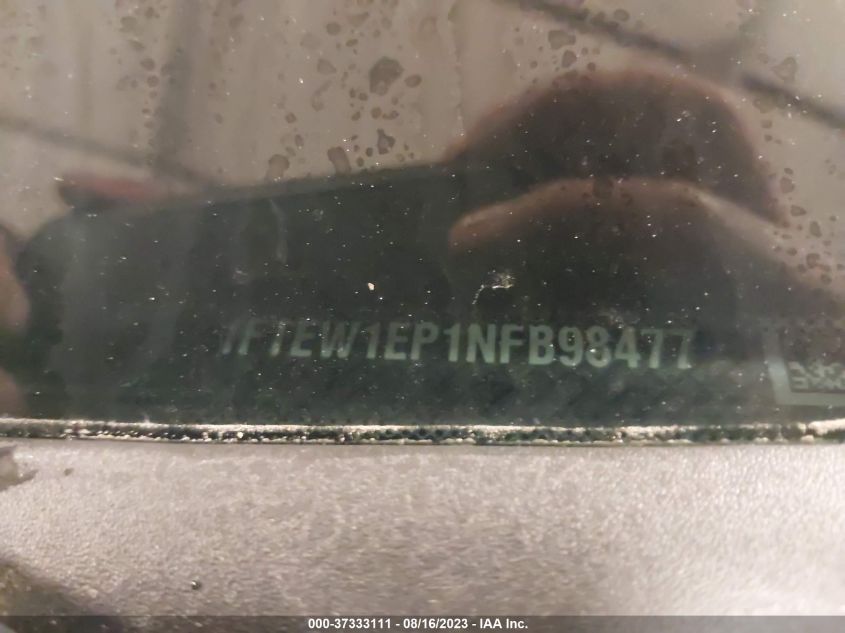 1FTEW1EP1NFB98477
000-37333111 - 08/16/2023 - IAA Inc.